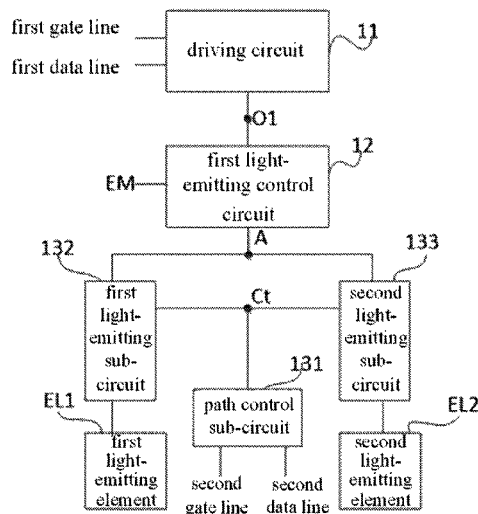 first gate line
first data line
driving circuit
11
O1
12
EM
first light-
emitting control
circuit
A
132
133
first
light-
emitting
sub-
circuit
Ct
second
light-
emitting
sub-
circuit
131
EL1
path control
sub-circuit
EL2
first
light-
emitting
element
second
gate line
second
data line
second
light-
emitting
element